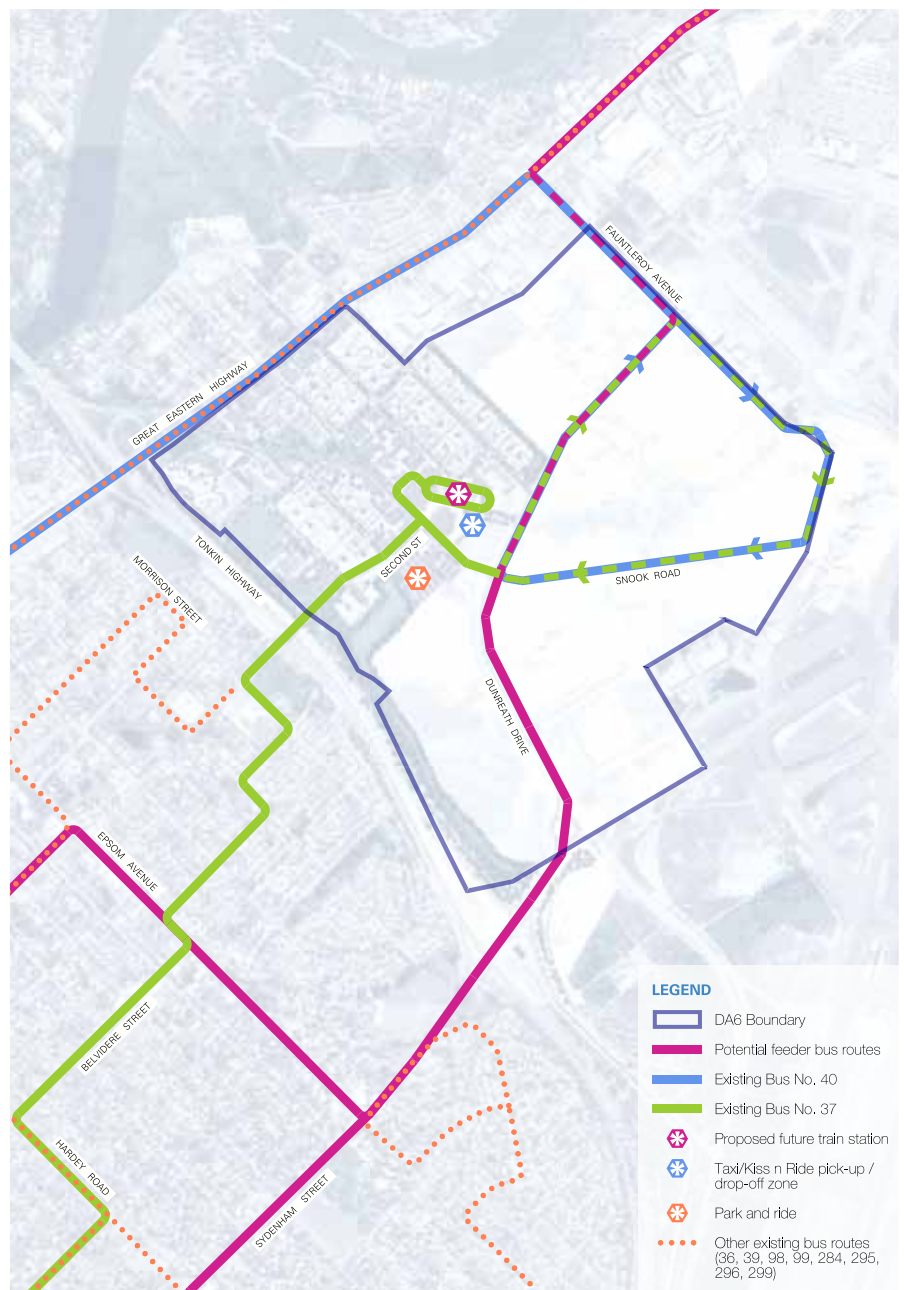 FAUNTLEROY AVENUE
GREAT EASTERN HIGHWAY
SECOND ST
TONKIN HIGHWAY
MORRISON STREET
SNOOK ROAD
DUNREATH DRIVE
EPSOM AVENUE
BELVIDERE STREET
HARDEY ROAD
SYDENHAM STREET
LEGEND
DA6 Boundary
Potential feeder bus routes
Existing Bus No. 40
Existing Bus No. 37
Proposed future train station
Taxi/Kiss n Ride pick-up /
drop-off zone
Park and ride
Other existing bus routes
(36, 39, 98, 99, 284, 295,
296, 299)